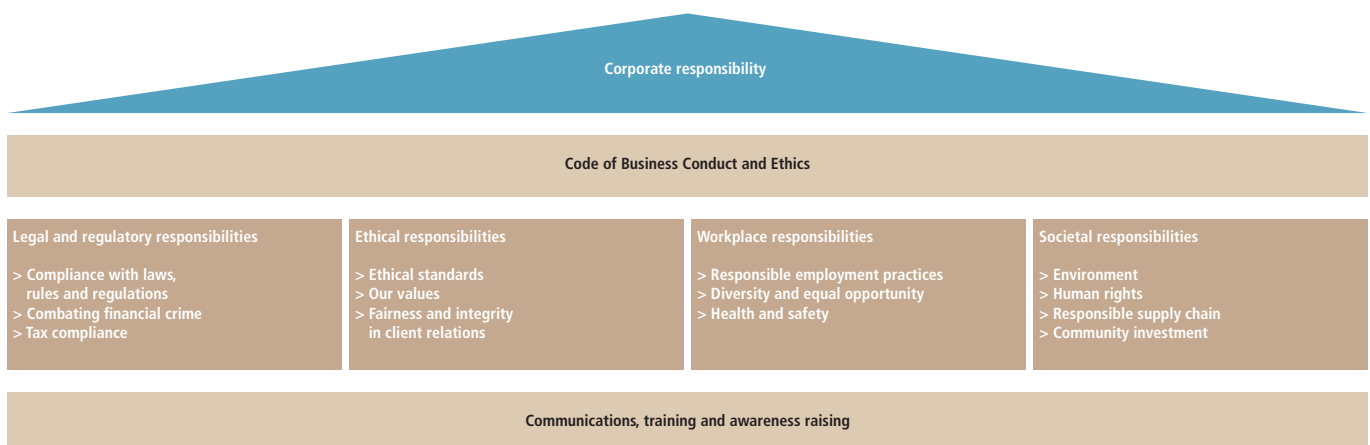 Corporate responsibility
Code of Business Conduct and Ethics
Legal and regulatory responsibilities
> Compliance with laws,
rules and regulations
> Combating financial crime
> Tax compliance
Ethical responsibilities
> Ethical standards
> Our values
> Fairness and integrity
in client relations
Workplace responsibilities
> Responsible employment practices
> Diversity and equal opportunity
> Health and safety
Societal responsibilities
> Environment
> Human rights
> Responsible supply chain
> Community investment
Communications, training and awareness raising